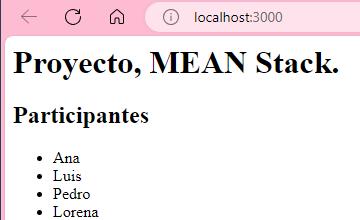 localhost:3000
Proyecto, MEAN Stack.
Participantes
Ana
Luis
Pedro
Lorena